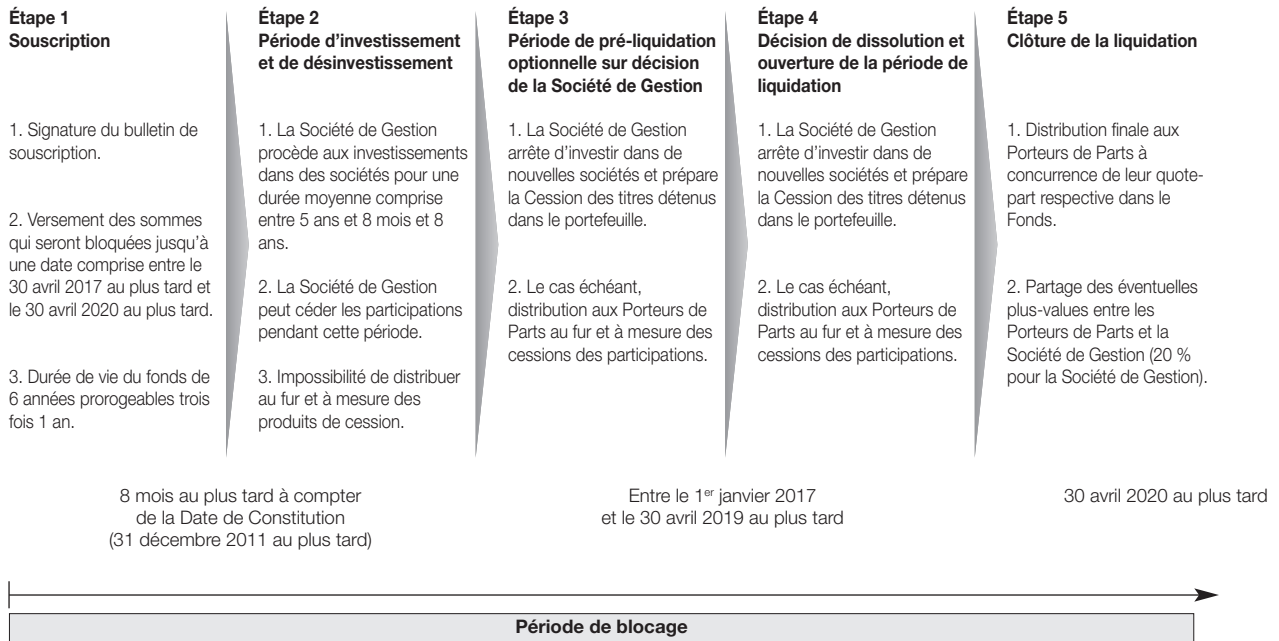 Étape 1
Souscription
1. Signature du bulletin de
souscription.
2. Versement des sommes
qui seront bloquées jusqu'à
une date comprise entre le
30 avril 2017 au plus tard et
le 30 avril 2020 au plus tard.
3. Durée de vie du fonds de
6 années prorogeables trois
fois 1 an.
Étape 2
Période d'investissement
et de désinvestissement
1. La Société de Gestion
procède aux investissements
dans des sociétés pour une
durée moyenne comprise
entre 5 ans et 8 mois et 8
ans.
2. La Société de Gestion
peut céder les participations
pendant cette période.
3. Impossibilité de distribuer
au fur et à mesure des
produits de cession.
Étape 3
Période de pré-liquidation
optionnelle sur décision
de la Société de Gestion
1. La Société de Gestion
arrête d'investir dans de
nouvelles sociétés et prépare
la Cession des titres détenus
dans le portefeuille.
2. Le cas échéant,
distribution aux Porteurs de
Parts au fur et à mesure des
cessions des participations.
Étape 4
Décision de dissolution et
ouverture de la période de
liquidation
1. La Société de Gestion
arrête d'investir dans de
nouvelles sociétés et prépare
la Cession des titres détenus
dans le portefeuille.
2. Le cas échéant,
distribution aux Porteurs de
Parts au fur et à mesure des
cessions des participations.
Étape 5
Clôture de la liquidation
1. Distribution finale aux
Porteurs de Parts à
concurrence de leur quote-
part respective dans le
Fonds.
2. Partage des éventuelles
plus-values entre les
Porteurs de Parts et la
Société de Gestion (20 %
pour la Société de Gestion).
8 mois au plus tard à compter
de la Date de Constitution
(31 décembre 2011 au plus tard)
Entre le 1er janvier 2017
et le 30 avril 2019 au plus tard
30 avril 2020 au plus tard
Période de blocage